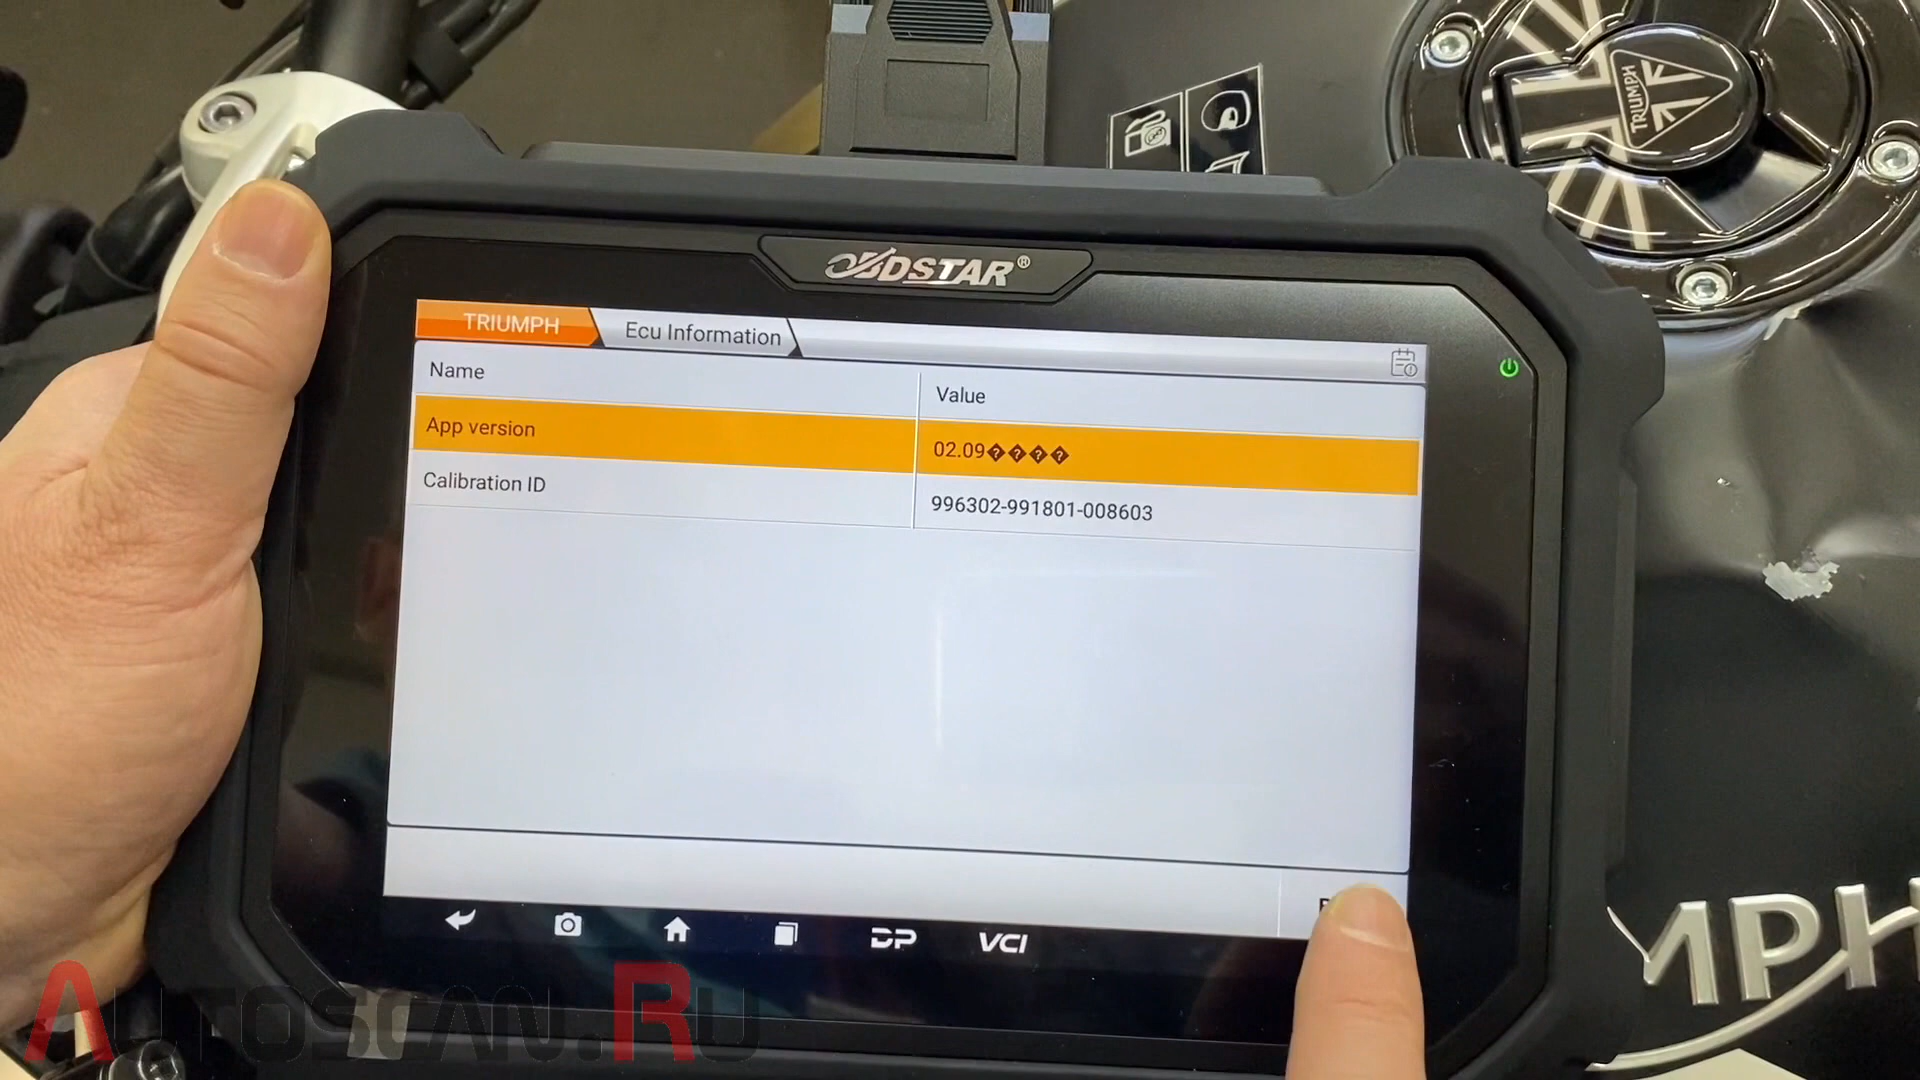 TRIUMPH
OBDSTAR®
TRIUMPH
Ecu Information
Name
Value
App version
02.09����
Calibration ID
996302-991801-008603
DP
VCI
MPH
AUTOSCAN.RU